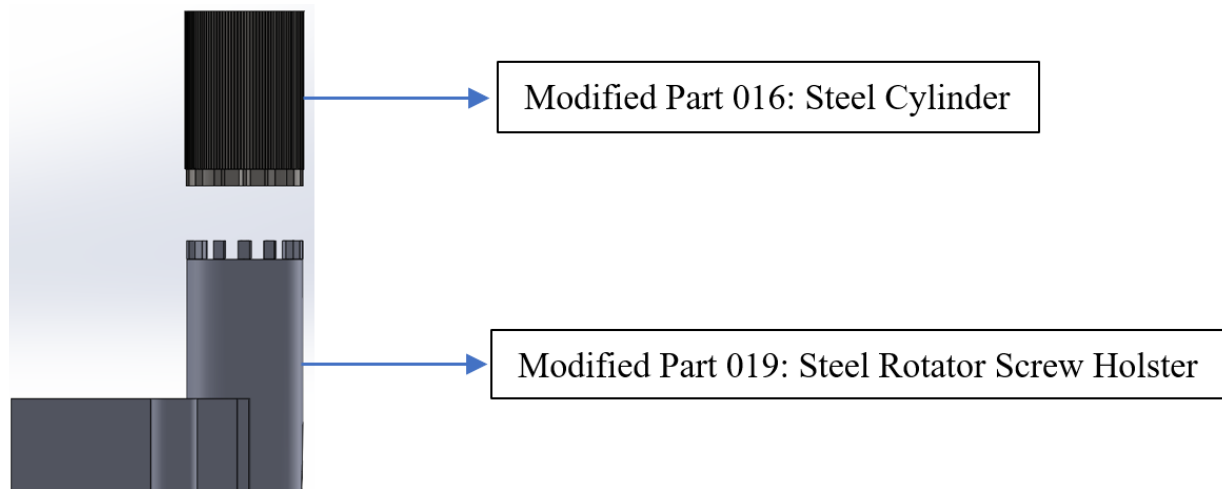 Modified Part 016: Steel Cylinder
Modified Part 019: Steel Rotator Screw Holster